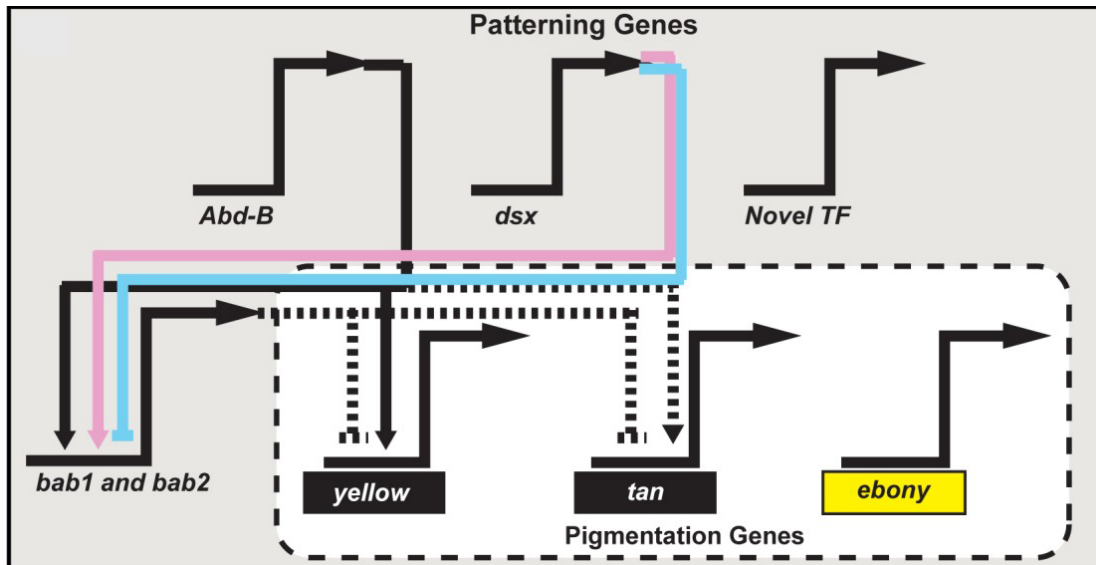 Patterning Genes
Abd-B
dsx
Novel TF
bab1 and bab2
yellow
tan
ebony
Pigmentation Genes